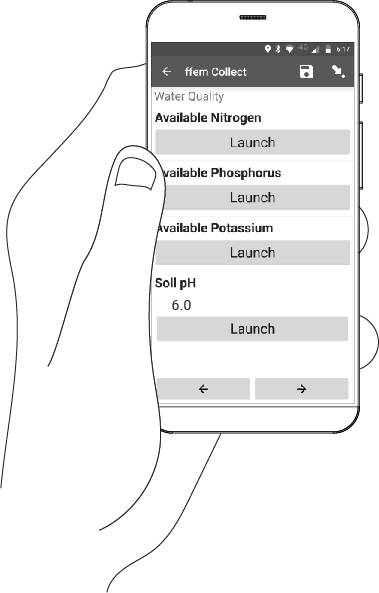 4G 6:17
ffem Collect
Water Quality
Available Nitrogen
Launch
Available Phosphorus
Launch
Available Potassium
Launch
Soil pH
6.0
Launch